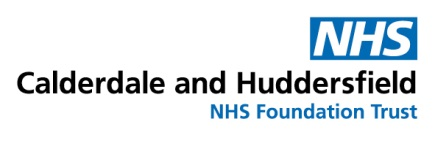 NHS
Calderdale and Huddersfield
NHS Foundation Trust